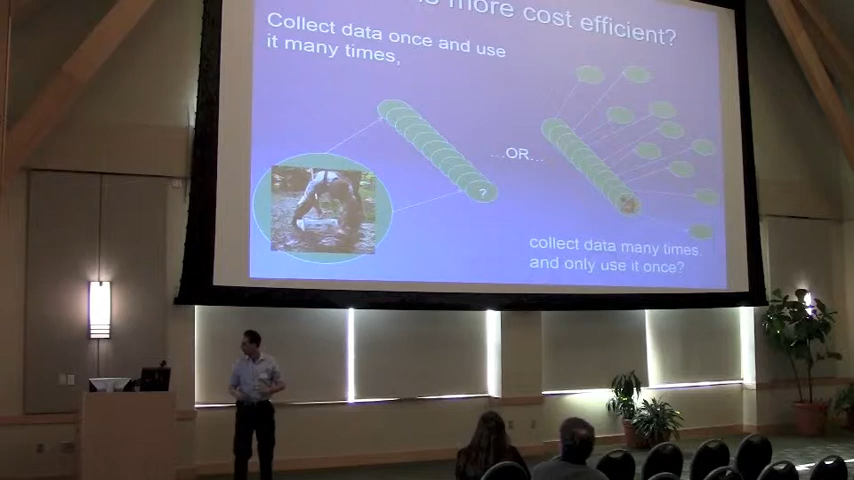 is more cost efficient?
Collect data once and use
it many times,
...OR...
?
collect data many times.
and only use it once?